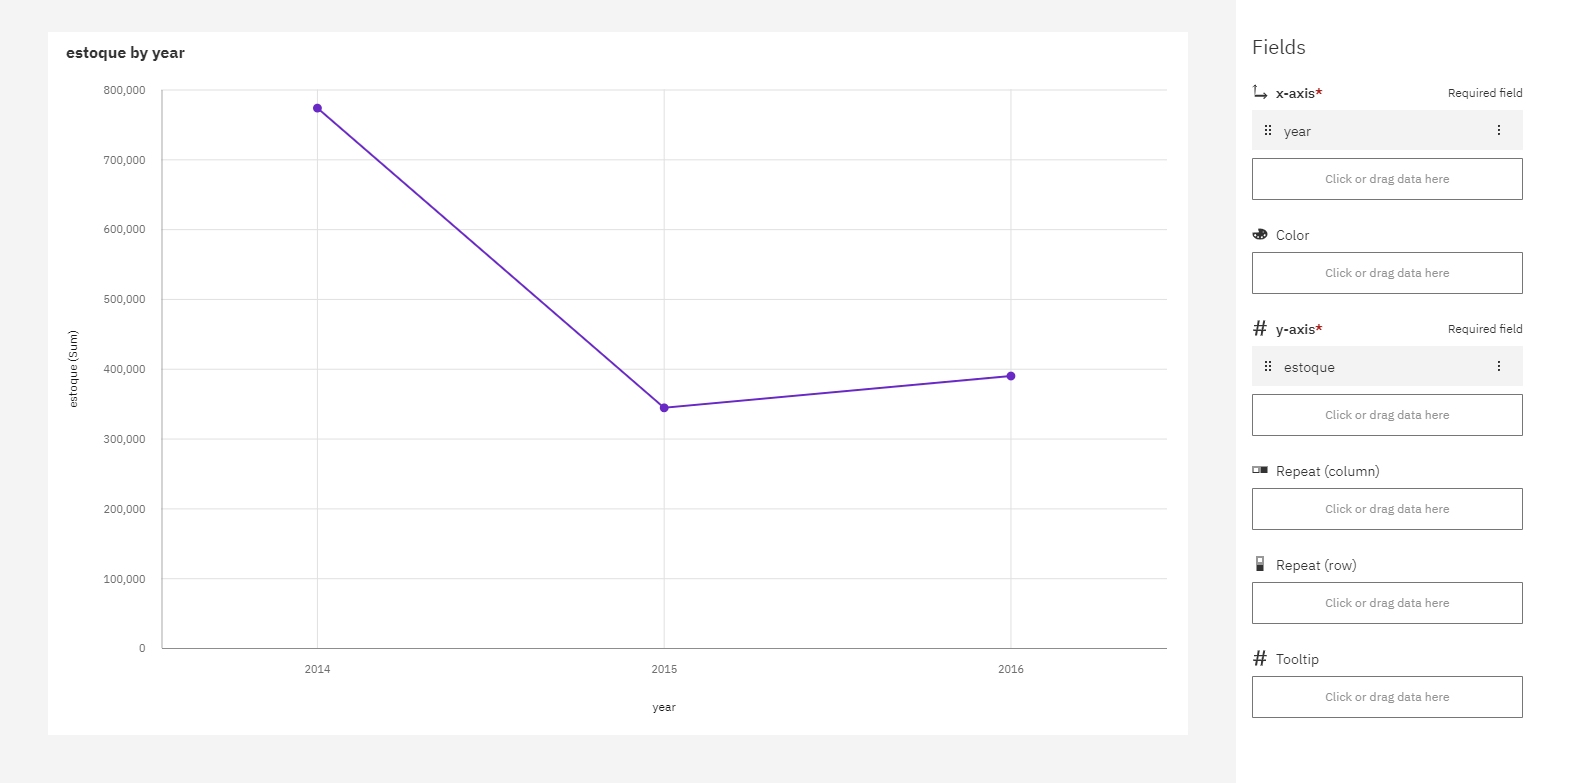 estoque by year
800,000
700,000
600,000
500,000
400,000
300,000
200,000
100,000
0
estoque (Sum)
2014 2015 2016
year
Fields
x-axis* Required field
year
Click or drag data here
Color
Click or drag data here
# y-axis* Required field
estoque
Click or drag data here
Repeat (column)
Click or drag data here
Repeat (row)
Click or drag data here
# Tooltip
Click or drag data here